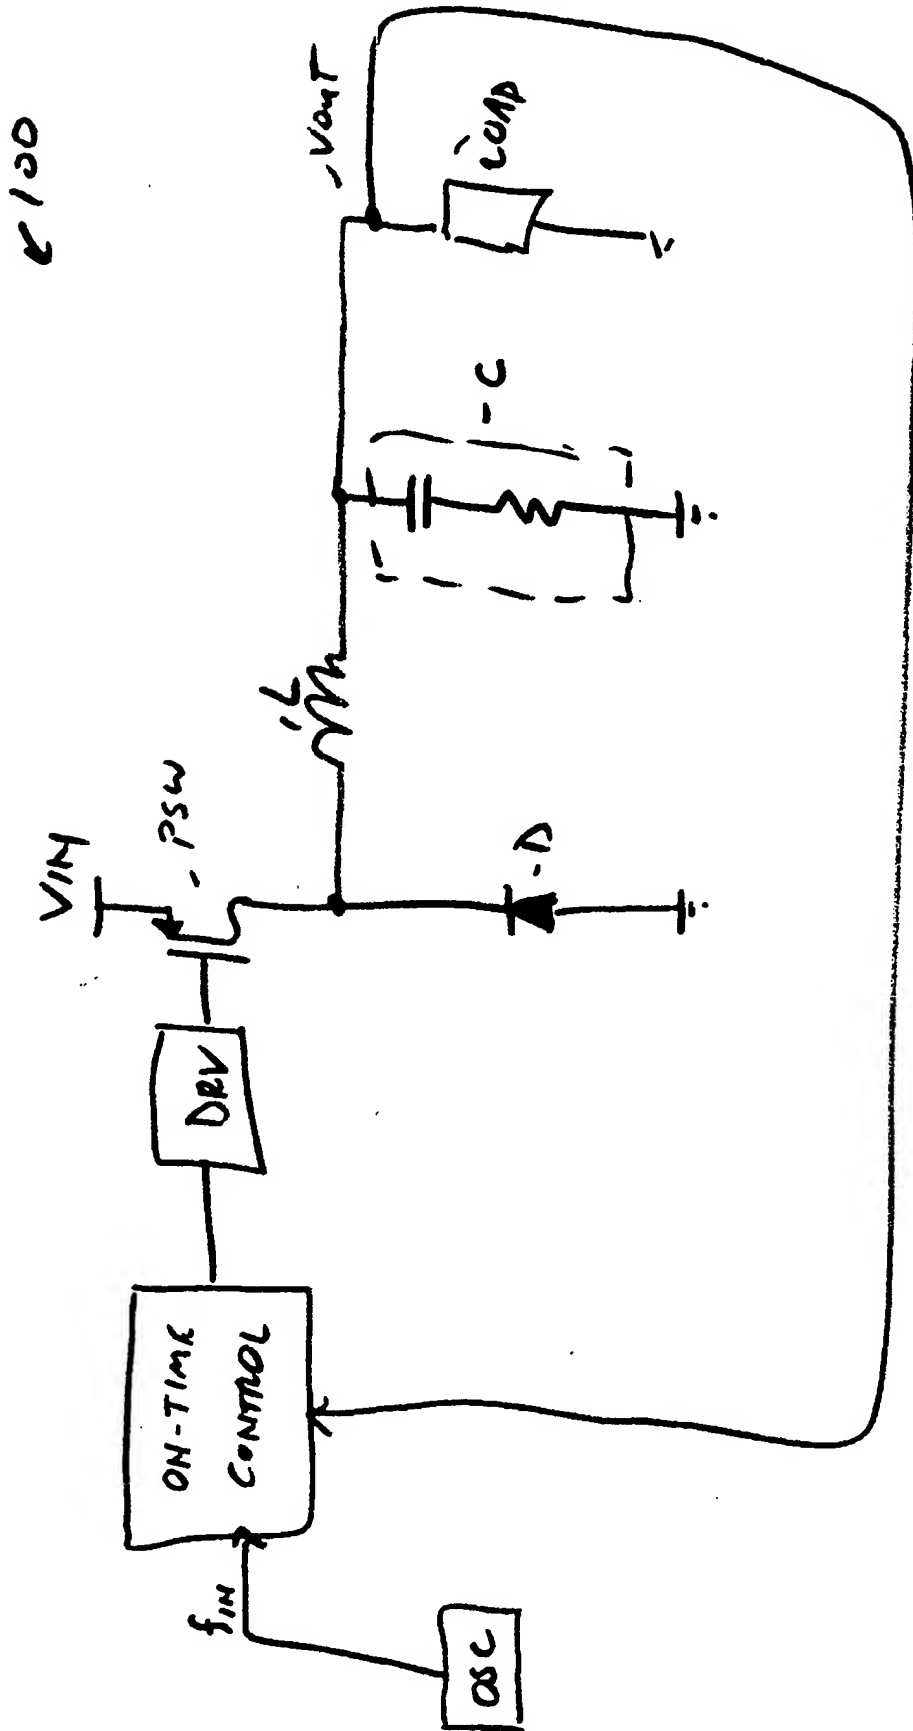 100
VIN
PSW
L
VOUT
DRV
ON-TIME
CONTROL
fIN
OSC
D
C
LOAD